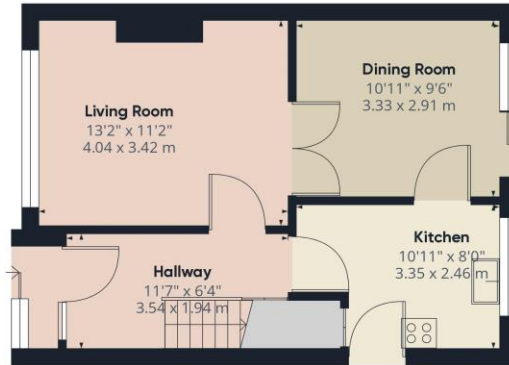 Living Room
13'2" x 11'2"
4.04 x 3.42 m
Dining Room
10'11" x 9'6"
3.33 x 2.91 m
Hallway
11'7" x 6'4"
3.54 x 1.94 m
Kitchen
10'11" x 8'0"
3.35 x 2.46 m